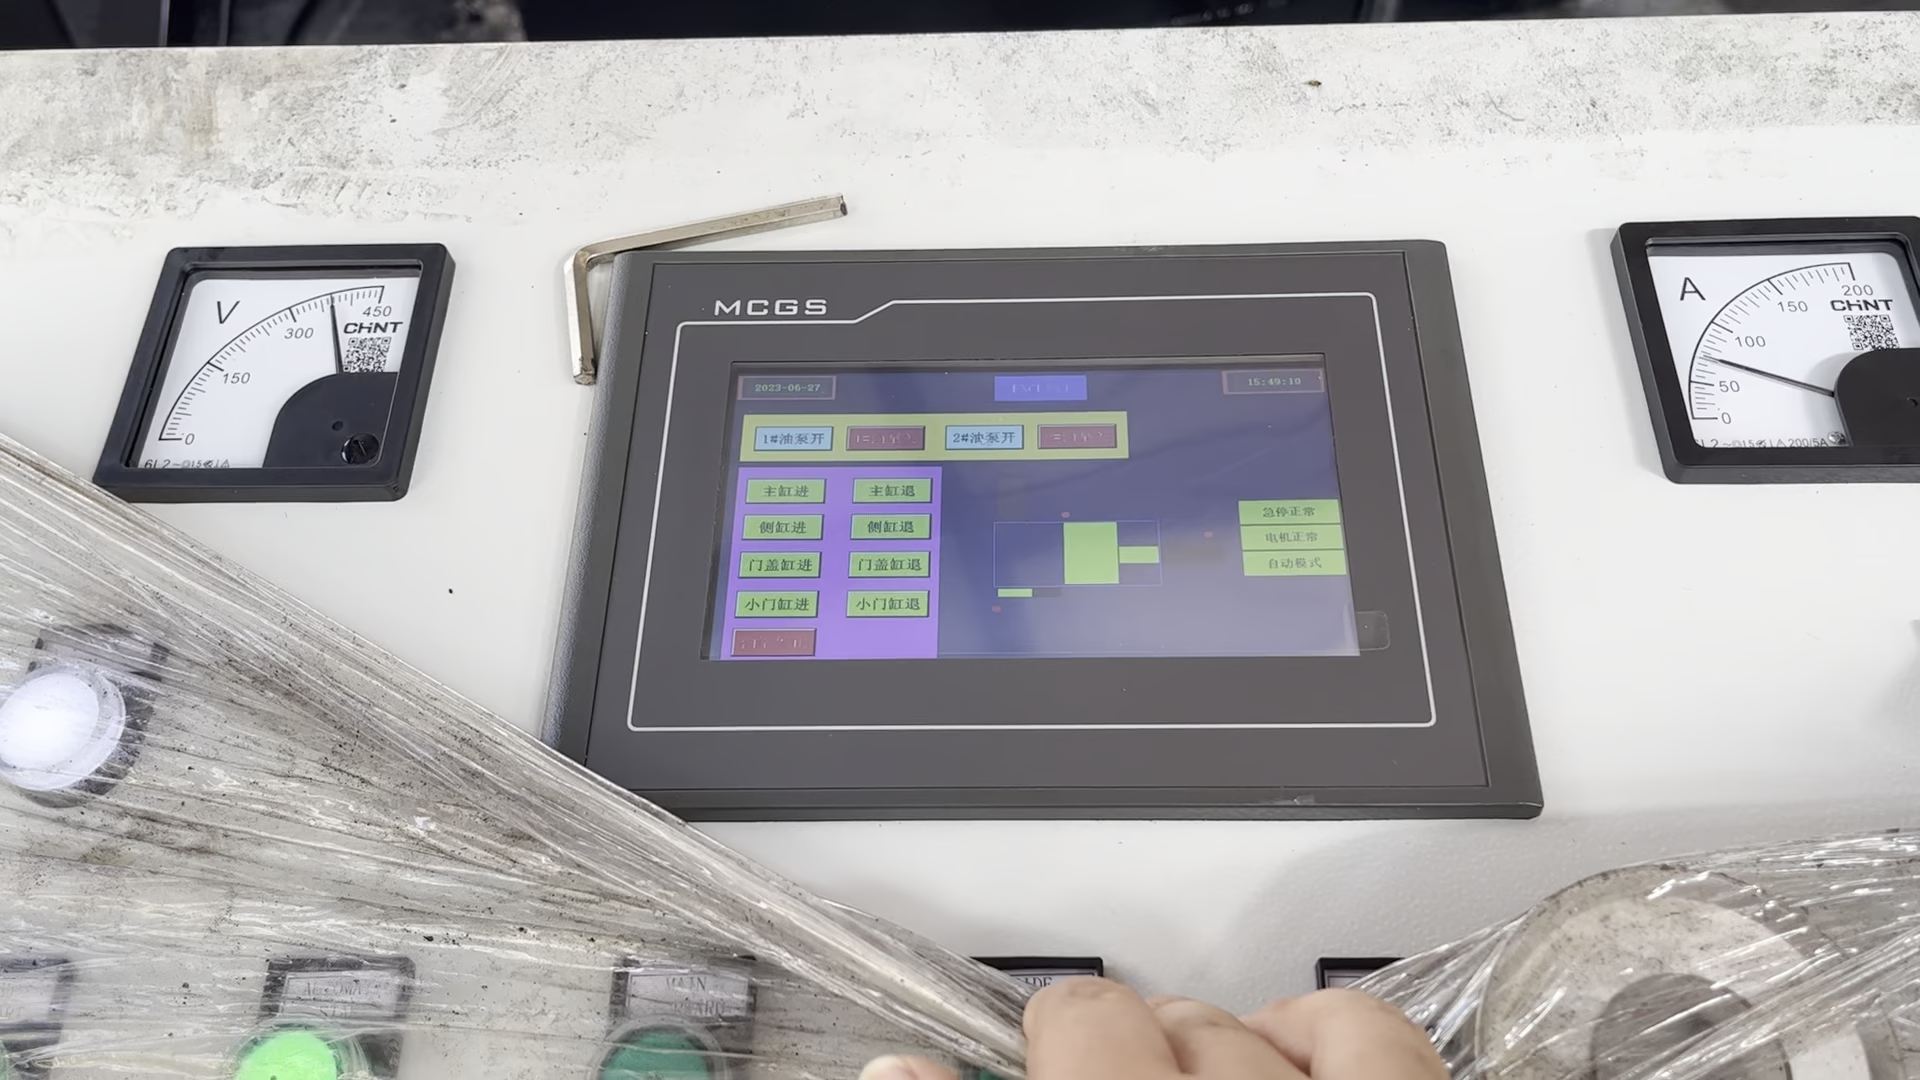 V
450
300
150
0
CHNT
MCGS
2023-06-27
15:49:10
1#油泵开
2#油泵开
主缸进
主缸退
侧缸进
侧缸退
门盖缸进
门盖缸退
小门缸进
小门缸退
急停正常
电机正常
自动模式
A
200
150
100
50
0
CHNT
200/5A
MAIN